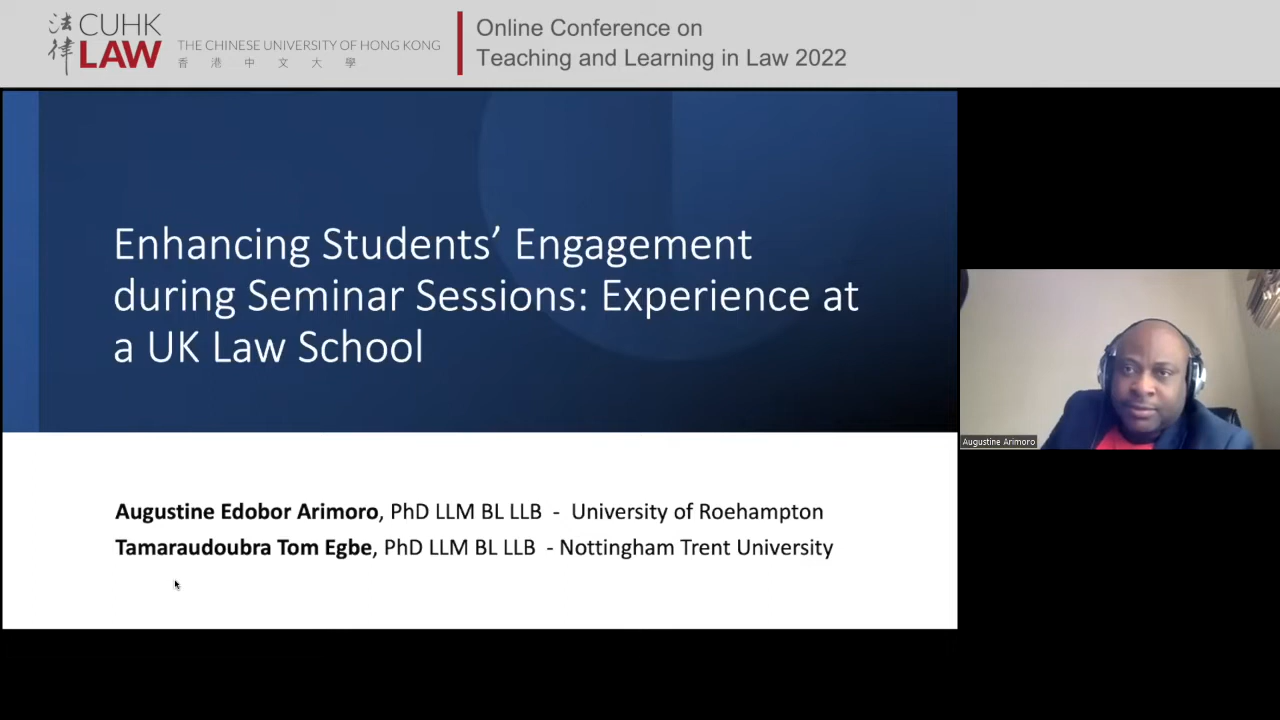 法律
CUHK
LAW
THE CHINESE UNIVERSITY OF HONG KONG
香港中文大學
Online Conference on
Teaching and Learning in Law 2022
Enhancing Students’ Engagement
during Seminar Sessions: Experience at
a UK Law School
Augustine Edobor Arimoro, PhD LLM BL LLB - University of Roehampton
Tamaraudoubra Tom Egbe, PhD LLM BL LLB - Nottingham Trent University
Augustine Arimoro